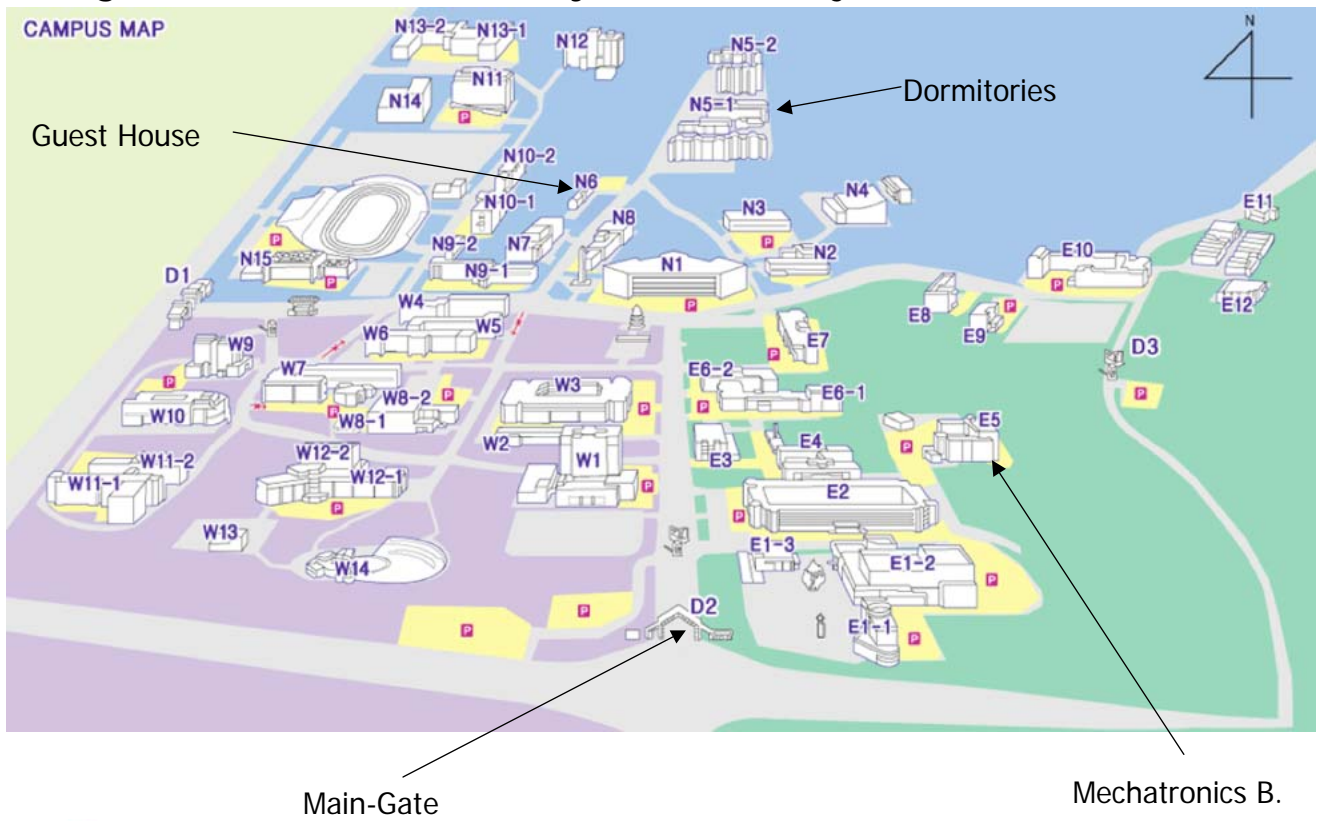 CAMPUS MAP
N13-2
N13-1
N12
N5-2
N
N11
N14
P
N5-1
Dormitories
Guest House
N10-2
N6
N10-1
N4
N3
E11
P
N9-2
N7
N8
P
N2
E10
N15
P
N9-1
N1
P
D1
W4
P
E8
P
E9
E12
W6
W5
E7
P
W9
D3
P
W7
W8-2
P
W3
P
E6-2
P
E6-1
P
W10
P
W8-1
W2
E3
E4
P
E5
W11-2
W11-1
W12-2
W12-1
P
W1
P
E2
P
W13
W14
E1-3
E1-2
P
P
P
D2
E1-1
P
Main-Gate
Mechatronics B.